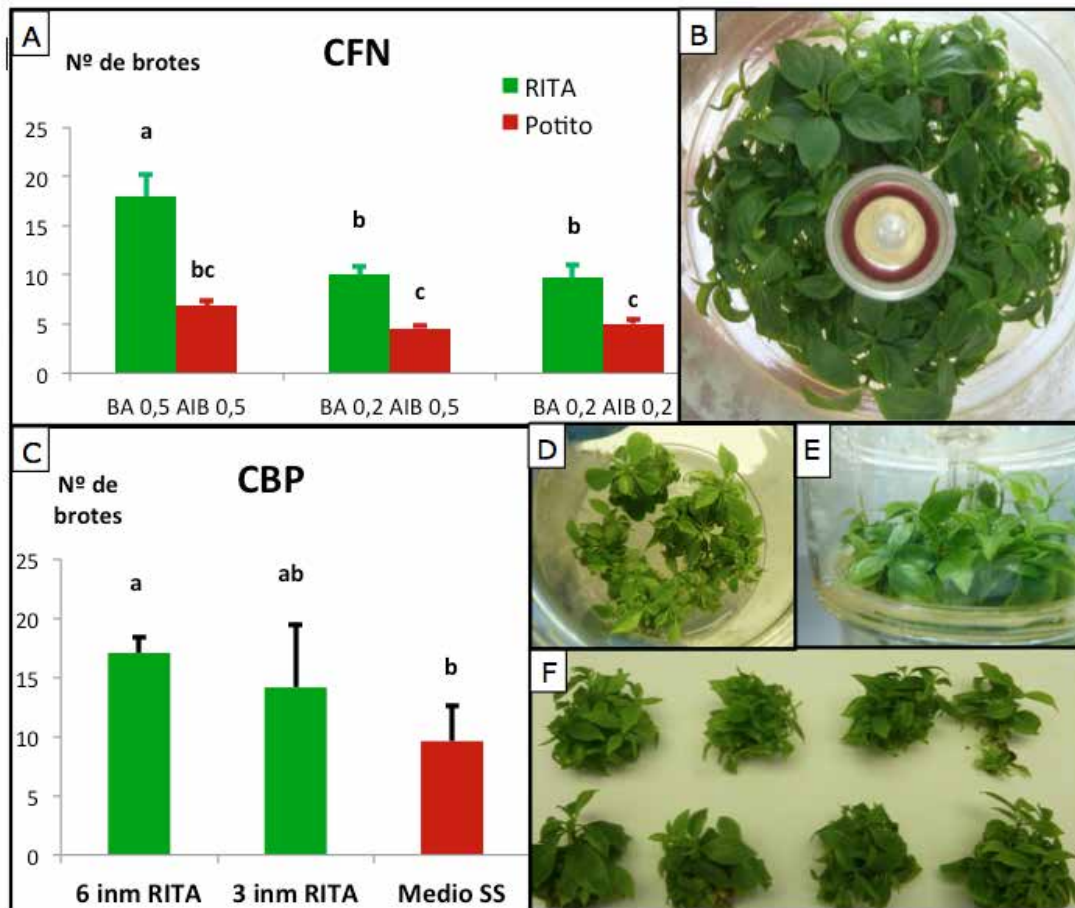 A
CFN
Nº de brotes
RITA
Potito
25
20
15
10
5
0
a
bc
b
c
b
c
BA 0,5 AIB 0,5
BA 0,2 AIB 0,5
BA 0,2 AIB 0,2
B
C
CBP
Nº de
brotes
25
20
15
10
5
0
a
ab
b
6 inm RITA
3 inm RITA
Medio SS
D
E
F